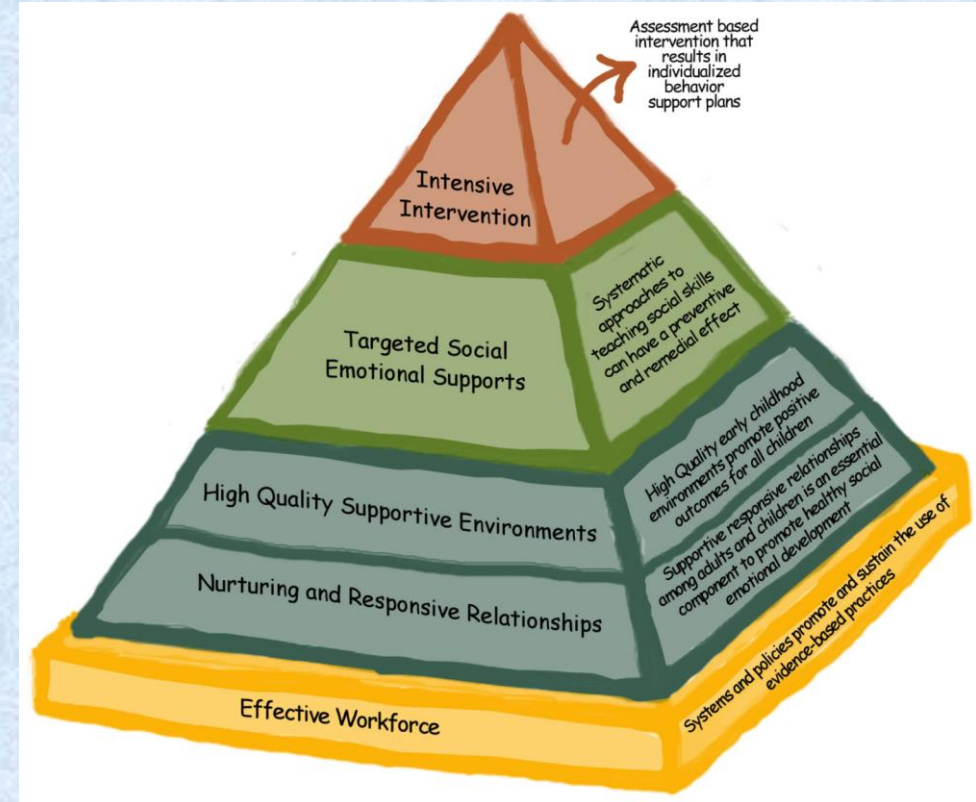 Assessment based
intervention that
results in
individualized
behavior
support plans
Intensive
Intervention
Systematic
approaches to
teaching social skills
can have a preventive
and remedial effect
Targeted Social
Emotional Supports
High Quality early childhood
environments promote positive
outcomes for all children
High Quality Supportive Environments
Supportive responsive relationships
among adults and children is an essential
component to promote healthy social
emotional development
Nurturing and Responsive Relationships
Systems and policies promote and sustain the use of
evidence-based practices
Effective Workforce